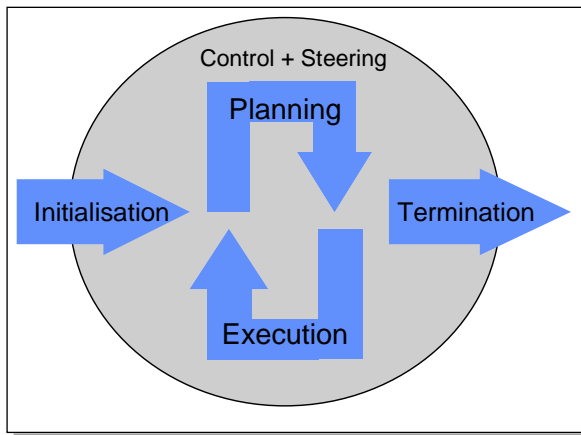 Control + Steering
Planning
Initialisation
Termination
Execution